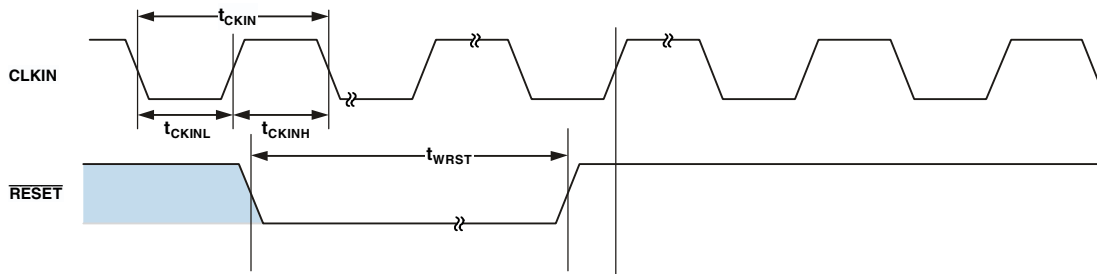 tCKIN
CLKIN
tCKINL
tCKINH
tWRST
RESET